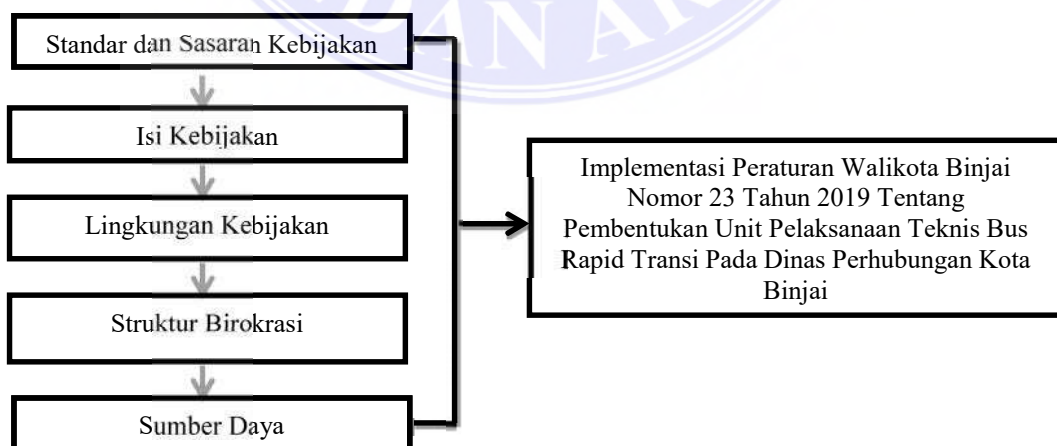 DAN A
Standar dan Sasaran Kebijakan
Isi Kebijakan
Lingkungan Kebijakan
Struktur Birokrasi
Sumber Daya
Implementasi Peraturan Walikota Binjai
Nomor 23 Tahun 2019 Tentang
Pembentukan Unit Pelaksanaan Teknis Bus
Rapid Transi Pada Dinas Perhubungan Kota
Binjai